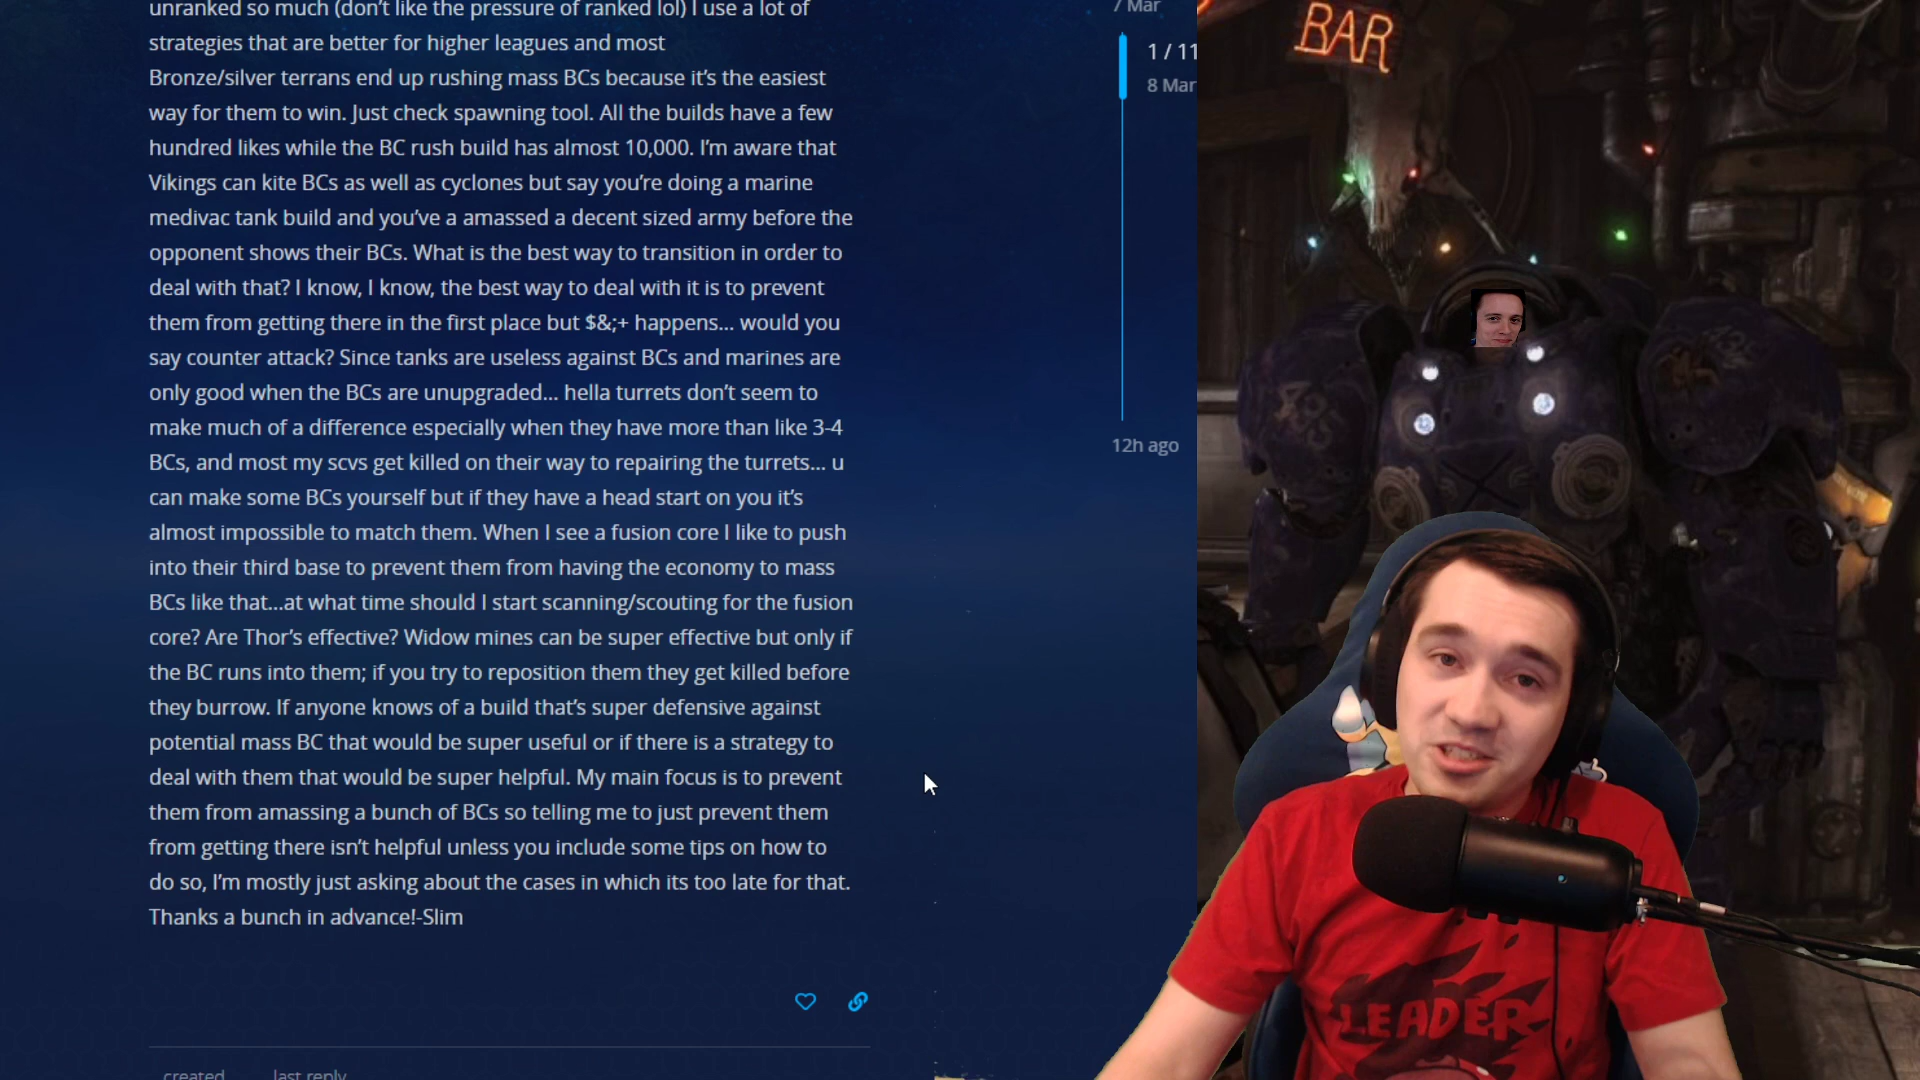 unranked so much (don't like the pressure of ranked lol) I use a lot of
strategies that are better for higher leagues and most
Bronze/silver terrans end up rushing mass BCs because it's the easiest
way for them to win. Just check spawning tool. All the builds have a few
hundred likes while the BC rush build has almost 10,000. I'm aware that
Vikings can kite BCs as well as cyclones but say you're doing a marine
medivac tank build and you've a amassed a decent sized army before the
opponent shows their BCs. What is the best way to transition in order to
deal with that? I know, I know, the best way to deal with it is to prevent
them from getting there in the first place but $&;+ happens... would you
say counter attack? Since tanks are useless against BCs and marines are
only good when the BCs are unupgraded... hella turrets don't seem to
make much of a difference especially when they have more than like 3-4
BCs, and most my scvs get killed on their way to repairing the turrets... u
can make some BCs yourself but if they have a head start on you it's
almost impossible to match them. When I see a fusion core I like to push
into their third base to prevent them from having the economy to mass
BCs like that...at what time should I start scanning/scouting for the fusion
core? Are Thor's effective? Widow mines can be super effective but only if
the BC runs into them; if you try to reposition them they get killed before
they burrow. If anyone knows of a build that's super defensive against
potential mass BC that would be super useful or if there is a strategy to
deal with them that would be super helpful. My main focus is to prevent
them from amassing a bunch of BCs so telling me to just prevent them
from getting there isn't helpful unless you include some tips on how to
do so, I'm mostly just asking about the cases in which its too late for that.
Thanks a bunch in advance!-Slim
created last reply
7 Mar
1 / 11
8 Mar
12h ago
BAR
LEADER